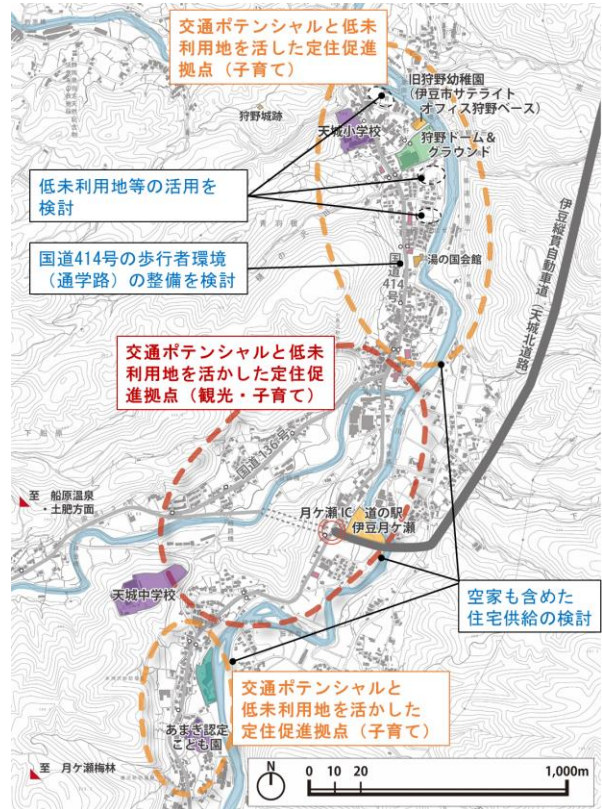 交通ポテンシャルと低未
利用地を活した定住促進
拠点（子育て）
旧狩野幼稚園
（伊豆市サテライト
オフィス狩野ベース）
狩野城跡
天城小学校
狩野ドーム＆
グラウンド
低未利用地等の活用を
検討
国道414号の歩行者環境
（通学路）の整備を検討
湯の国会館
国道414号
伊豆縦貫自動車道（天城北道路）
交通ポテンシャルと低未
利用地を活かした定住促
進拠点（観光・子育て）
国道136号
至 船原温泉
・土肥方面
月ケ瀬IC
道の駅
伊豆月ケ瀬
天城中学校
空家も含めた
住宅供給の検討
交通ポテンシャルと
低未利用地を活かした
定住促進拠点（子育て）
あまぎ認定
こども園
至 月ケ瀬梅林
N
0 10 20 1,000m